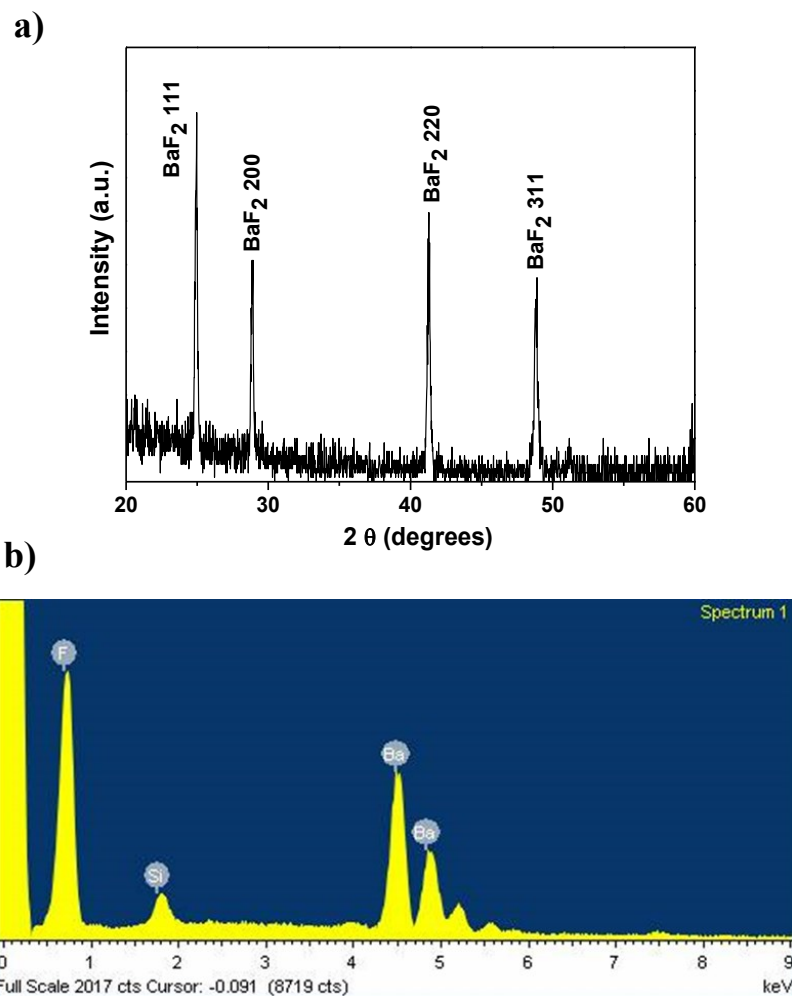 a)
BaF2 111
BaF2 200
BaF2 220
BaF2 311
Intensity (a.u.)
20 30 40 50 60
2 θ (degrees)
b)
Spectrum 1
F
Ba
Ba
Si
0 1 2 3 4 5 6 7 8 9
Full Scale 2017 cts Cursor: -0.091 (8719 cts) keV